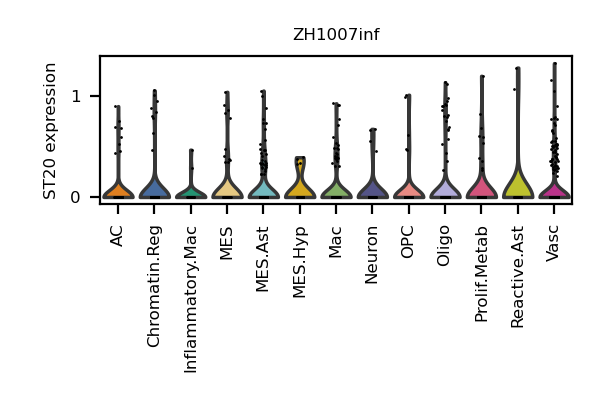 ZH1007inf
ST20 expression
1
0
AC
Chromatin.Reg
Inflammatory.Mac
MES
MES.Ast
MES.Hyp
Mac
Neuron
OPC
Oligo
Prolif.Metab
Reactive.Ast
Vasc